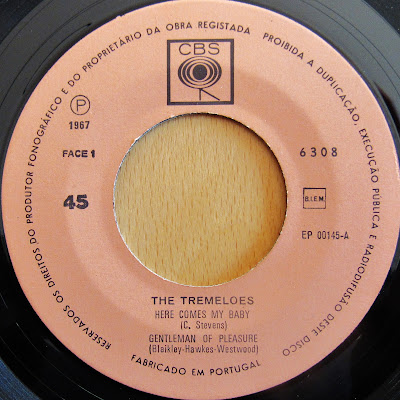 RESERVADOS OS DIREITOS DO PRODUTOR FONOGRÁFICO E DO PROPRIETÁRIO DA OBRA REGISTADA PROIBIDA A DUPLICAÇÃO, EXECUÇÃO PÚBLICA E RADIODIFUSÃO DESTE DISCO
CBS
P
1967
FACE 1
6308
45
B.I.E.M.
EP 00145-A
THE TREMELOES
HERE COMES MY BABY
(C. Stevens)
GENTLEMAN OF PLEASURE
(Blaikley-Hawkes-Westwood)
FABRICADO EM PORTUGAL